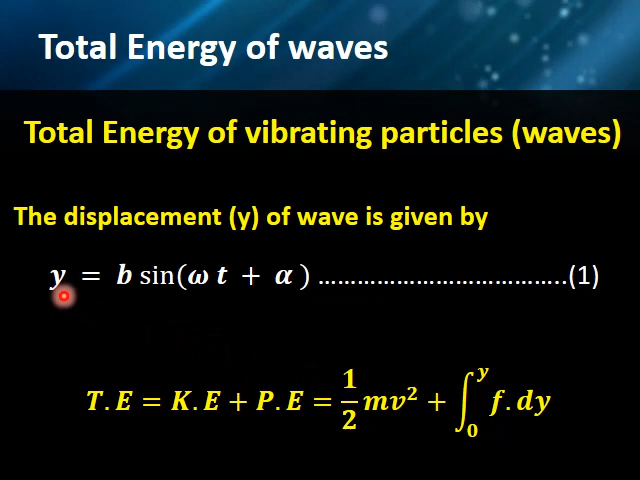 Total Energy of waves
Total Energy of vibrating particles (waves)
The displacement (y) of wave is given by
y = b sin(ω t + α) ........................................(1)
T.E = K.E + P.E = 1/2 mv² + ∫₀ʸ f.dy